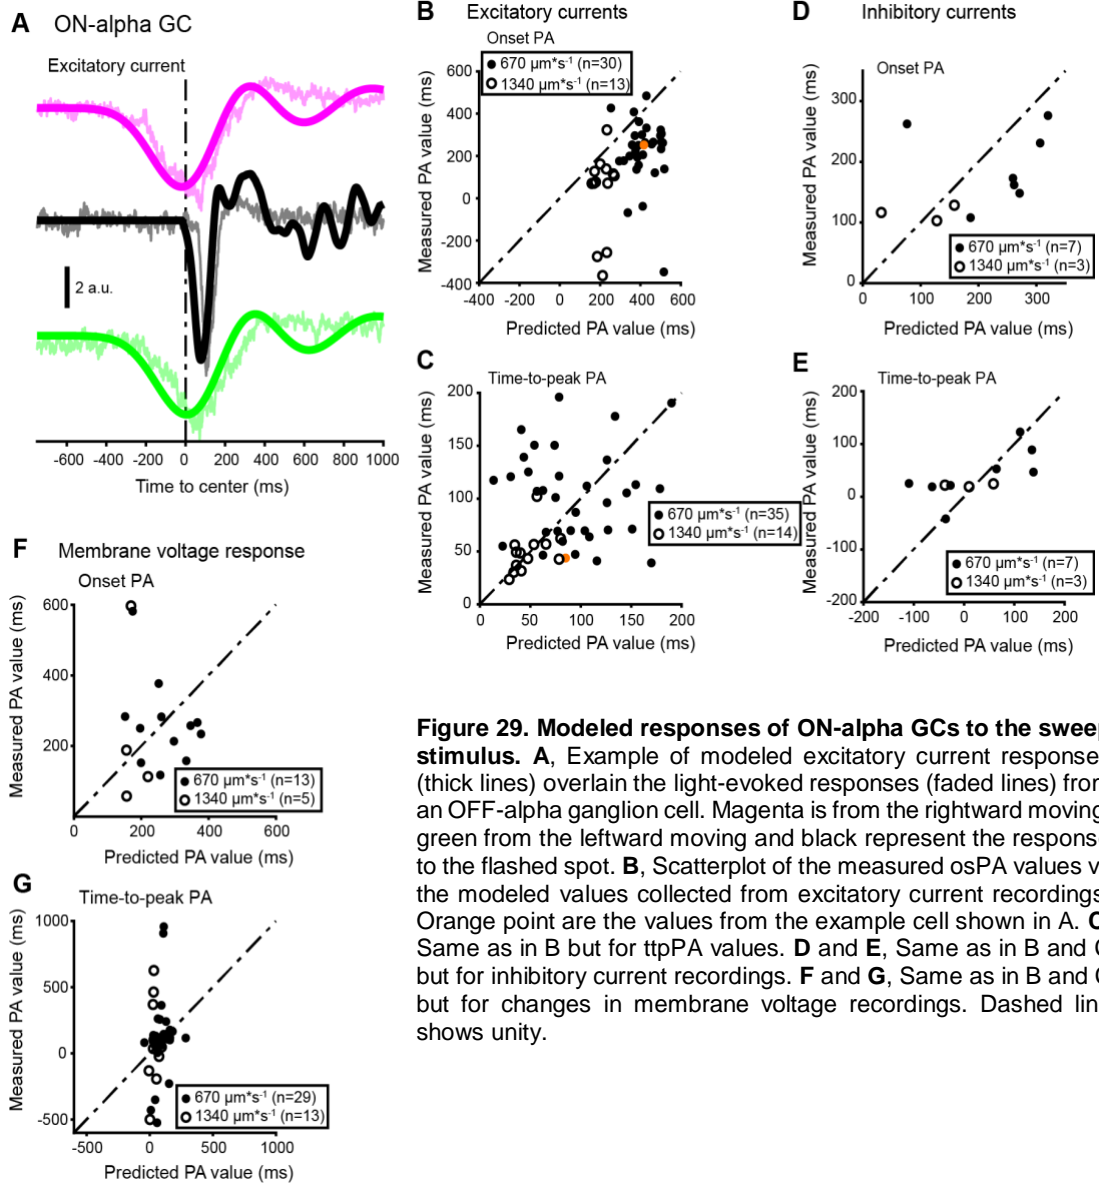 A ON-alpha GC
Excitatory current
2 a.u.
-600 -400 -200 0 200 400 600 800 1000
Time to center (ms)
B Excitatory currents
Onset PA
670 µm*s-1 (n=30)
1340 µm*s-1 (n=13)
600
400
200
0
-200
-400
-400 -200 0 200 400 600
Measured PA value (ms)
Predicted PA value (ms)
C
Time-to-peak PA
200
150
100
50
0
0 50 100 150 200
670 µm*s-1 (n=35)
1340 µm*s-1 (n=14)
Measured PA value (ms)
Predicted PA value (ms)
D Inhibitory currents
Onset PA
300
200
100
0
0 100 200 300
670 µm*s-1 (n=7)
1340 µm*s-1 (n=3)
Measured PA value (ms)
Predicted PA value (ms)
E
Time-to-peak PA
200
100
0
-100
-200
-200 -100 0 100 200
670 µm*s-1 (n=7)
1340 µm*s-1 (n=3)
Measured PA value (ms)
Predicted PA value (ms)
F Membrane voltage response
Onset PA
600
400
200
0 200 400 600
670 µm*s-1 (n=13)
1340 µm*s-1 (n=5)
Measured PA value (ms)
Predicted PA value (ms)
G
Time-to-peak PA
1000
500
0
-500
-500 0 500 1000
670 µm*s-1 (n=29)
1340 µm*s-1 (n=13)
Measured PA value (ms)
Predicted PA value (ms)
Figure 29. Modeled responses of ON-alpha GCs to the sweep
stimulus. A, Example of modeled excitatory current response
(thick lines) overlain the light-evoked responses (faded lines) from
an OFF-alpha ganglion cell. Magenta is from the rightward moving
green from the leftward moving and black represent the response
to the flashed spot. B, Scatterplot of the measured osPA values v
the modeled values collected from excitatory current recordings
Orange point are the values from the example cell shown in A. C
Same as in B but for ttpPA values. D and E, Same as in B and C
but for inhibitory current recordings. F and G, Same as in B and C
but for changes in membrane voltage recordings. Dashed lin
shows unity.